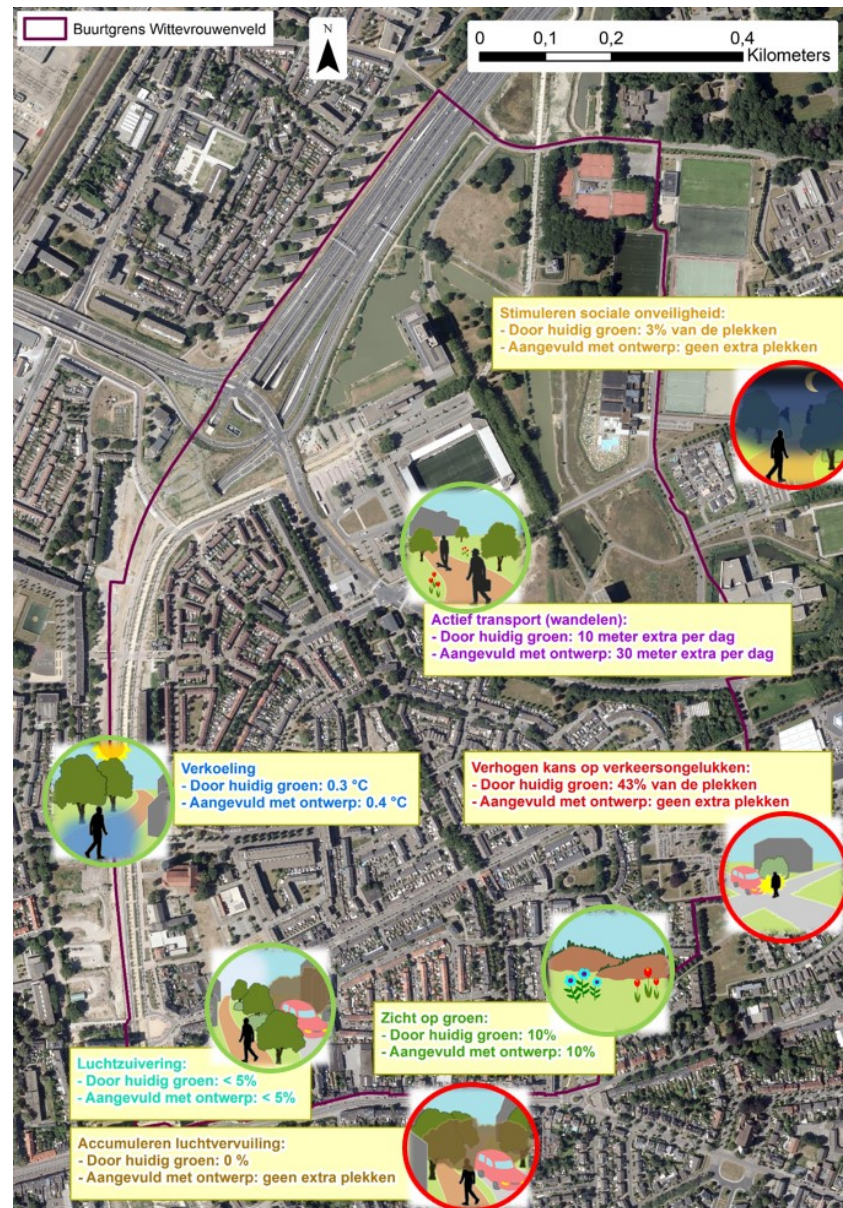 Buurtgrens Wittevrouwenveld
N
0 0,1 0,2 0,4
Kilometers
Stimuleren sociale onveiligheid:
- Door huidig groen: 3% van de plekken
- Aangevuld met ontwerp: geen extra plekken
Actief transport (wandelen):
- Door huidig groen: 10 meter extra per dag
- Aangevuld met ontwerp: 30 meter extra per dag
Verkoeling
- Door huidig groen: 0.3 °C
- Aangevuld met ontwerp: 0.4 °C
Verhogen kans op verkeersongelukken:
- Door huidig groen: 43% van de plekken
- Aangevuld met ontwerp: geen extra plekken
Zicht op groen:
- Door huidig groen: 10%
- Aangevuld met ontwerp: 10%
Luchtzuivering:
- Door huidig groen: < 5%
- Aangevuld met ontwerp: < 5%
Accumuleren luchtvervuiling:
- Door huidig groen: 0 %
- Aangevuld met ontwerp: geen extra plekken